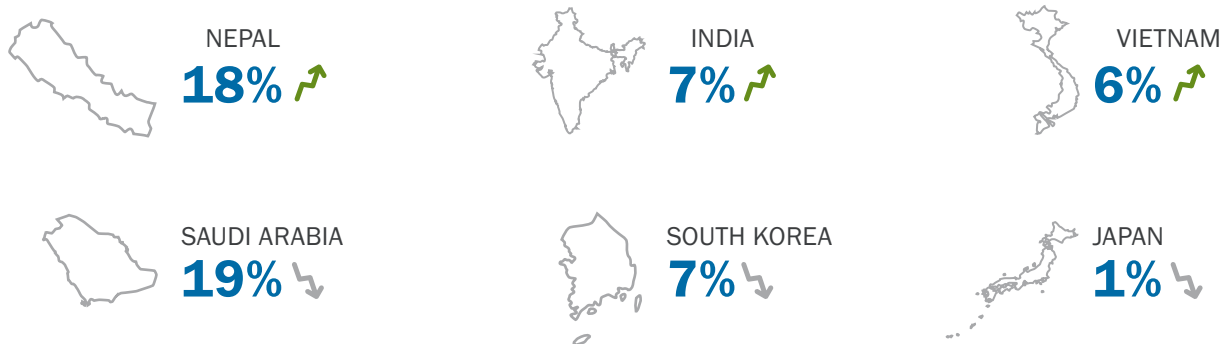 NEPAL
18%
INDIA
7%
VIETNAM
6%
SAUDI ARABIA
19%
SOUTH KOREA
7%
JAPAN
1%